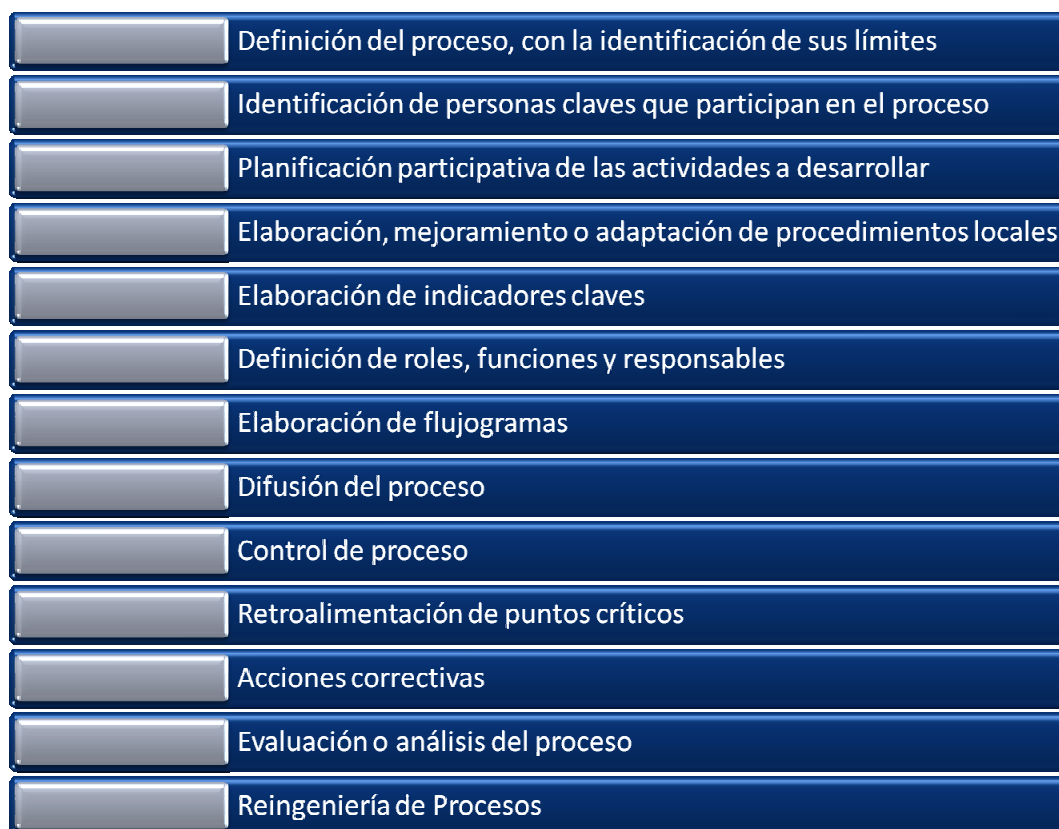 Definición del proceso, con la identificación de sus límites
Identificación de personas claves que participan en el proceso
Planificación participativa de las actividades a desarrollar
Elaboración, mejoramiento o adaptación de procedimientos locales
Elaboración de indicadores claves
Definición de roles, funciones y responsables
Elaboración de flujogramas
Difusión del proceso
Control de proceso
Retroalimentación de puntos críticos
Acciones correctivas
Evaluación o análisis del proceso
Reingeniería de Procesos